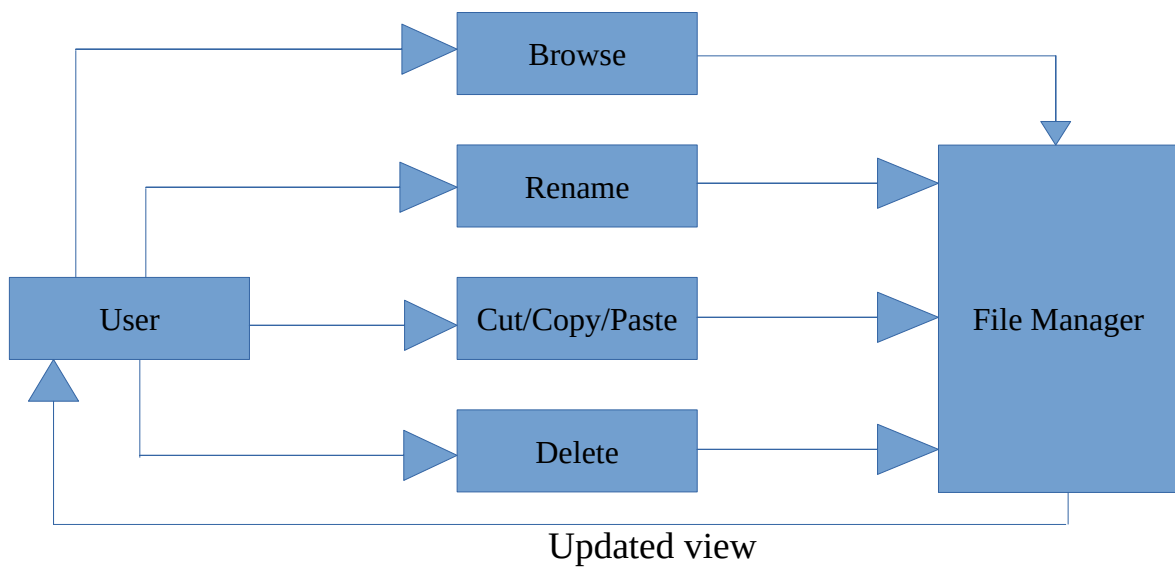 Browse
Rename
User
Cut/Copy/Paste
File Manager
Delete
Updated view